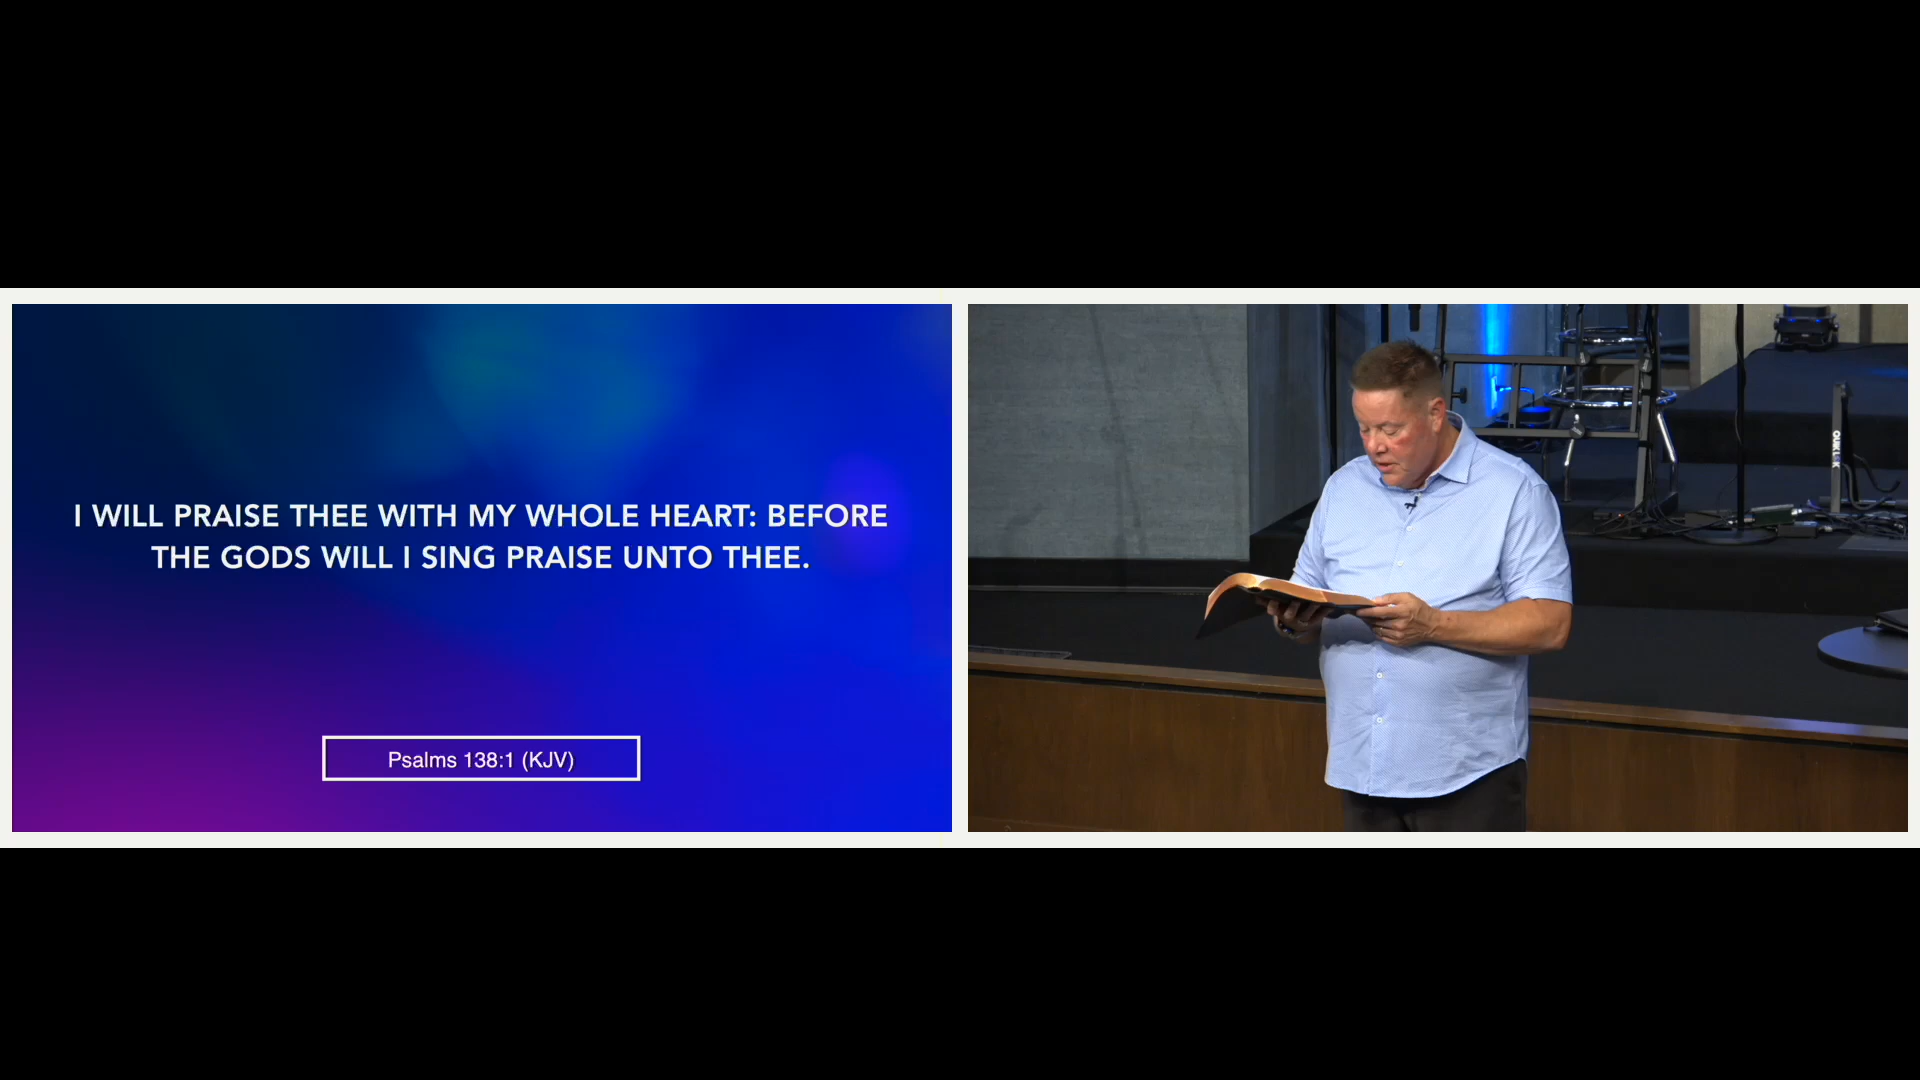 I WILL PRAISE THEE WITH MY WHOLE HEART: BEFORE
THE GODS WILL I SING PRAISE UNTO THEE.
Psalms 138:1 (KJV)